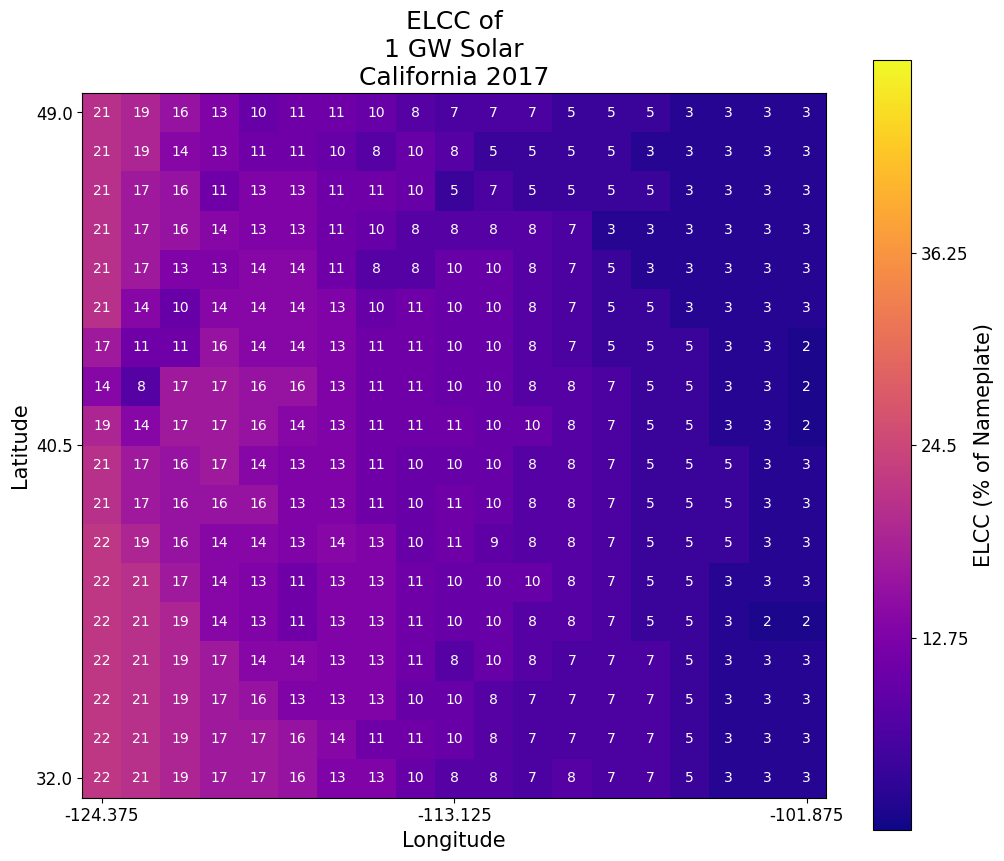 ELCC of
1 GW Solar
California 2017
49.0
21 19 16 13 10 11 11 10 8 7 7 7 5 5 5 3 3 3 3
21 19 14 13 11 11 10 8 10 8 5 5 5 5 3 3 3 3 3
21 17 16 11 13 13 11 11 10 5 7 5 5 5 5 3 3 3 3
21 17 16 14 13 13 11 10 8 8 8 8 7 3 3 3 3 3 3
21 17 13 13 14 14 11 8 8 10 10 8 7 5 3 3 3 3 3
21 14 10 14 14 14 13 10 11 10 10 8 7 5 5 3 3 3 3
17 11 11 16 14 14 13 11 11 10 10 8 7 5 5 5 3 3 2
14 8 17 17 16 16 13 11 11 10 10 8 8 7 5 5 3 3 2
19 14 17 17 16 14 13 11 11 11 10 10 8 7 5 5 3 3 2
40.5
21 17 16 17 14 13 13 11 10 10 10 8 8 7 5 5 5 3 3
21 17 16 16 16 13 13 11 10 11 10 8 8 7 5 5 5 3 3
22 19 16 14 14 13 14 13 10 11 9 8 8 7 5 5 5 3 3
22 21 17 14 13 11 13 13 11 10 10 10 8 7 5 5 3 3 3
22 21 19 14 13 11 13 13 11 10 10 8 8 7 5 5 3 2 2
22 21 19 17 14 14 13 13 11 8 10 8 7 7 7 5 3 3 3
22 21 19 17 16 13 13 13 10 10 8 7 7 7 7 5 3 3 3
22 21 19 17 17 16 14 11 11 10 8 7 7 7 7 5 3 3 3
32.0
22 21 19 17 17 16 13 13 10 8 8 7 8 7 7 5 3 3 3
-124.375
-113.125
-101.875
Longitude
Latitude
36.25
24.5
12.75
ELCC (% of Nameplate)